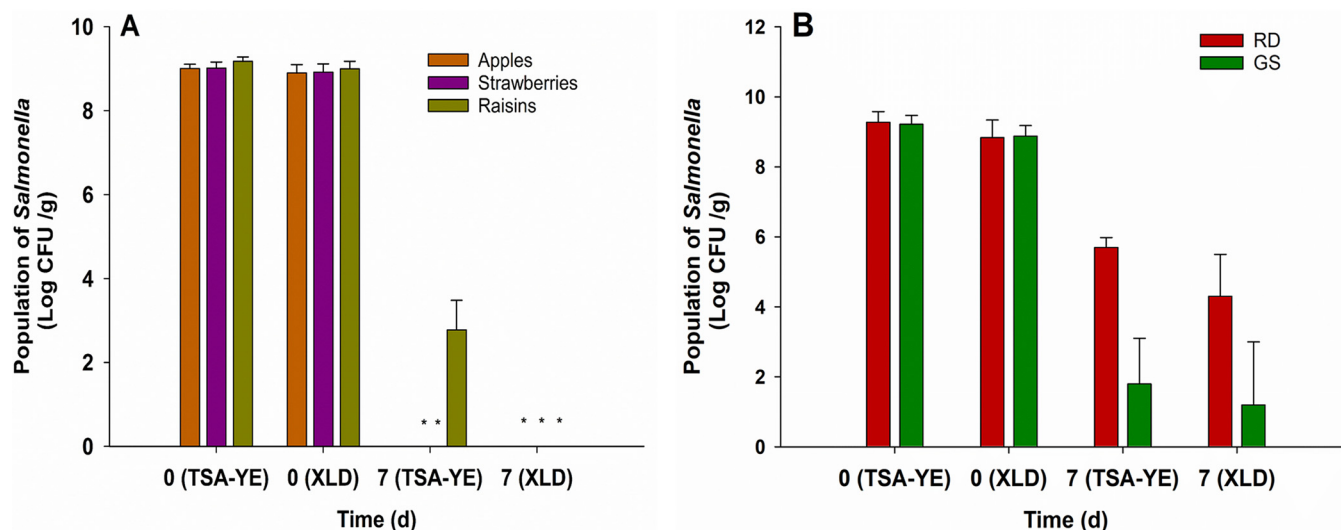 A
Population of Salmonella
(Log CFU /g)
10
8
6
4
2
0
Apples
Strawberries
Raisins
* *
* * *
0 (TSA-YE) 0 (XLD) 7 (TSA-YE) 7 (XLD)
Time (d)
B
Population of Salmonella
(Log CFU /g)
12
10
8
6
4
2
0
RD
GS
0 (TSA-YE) 0 (XLD) 7 (TSA-YE) 7 (XLD)
Time (d)